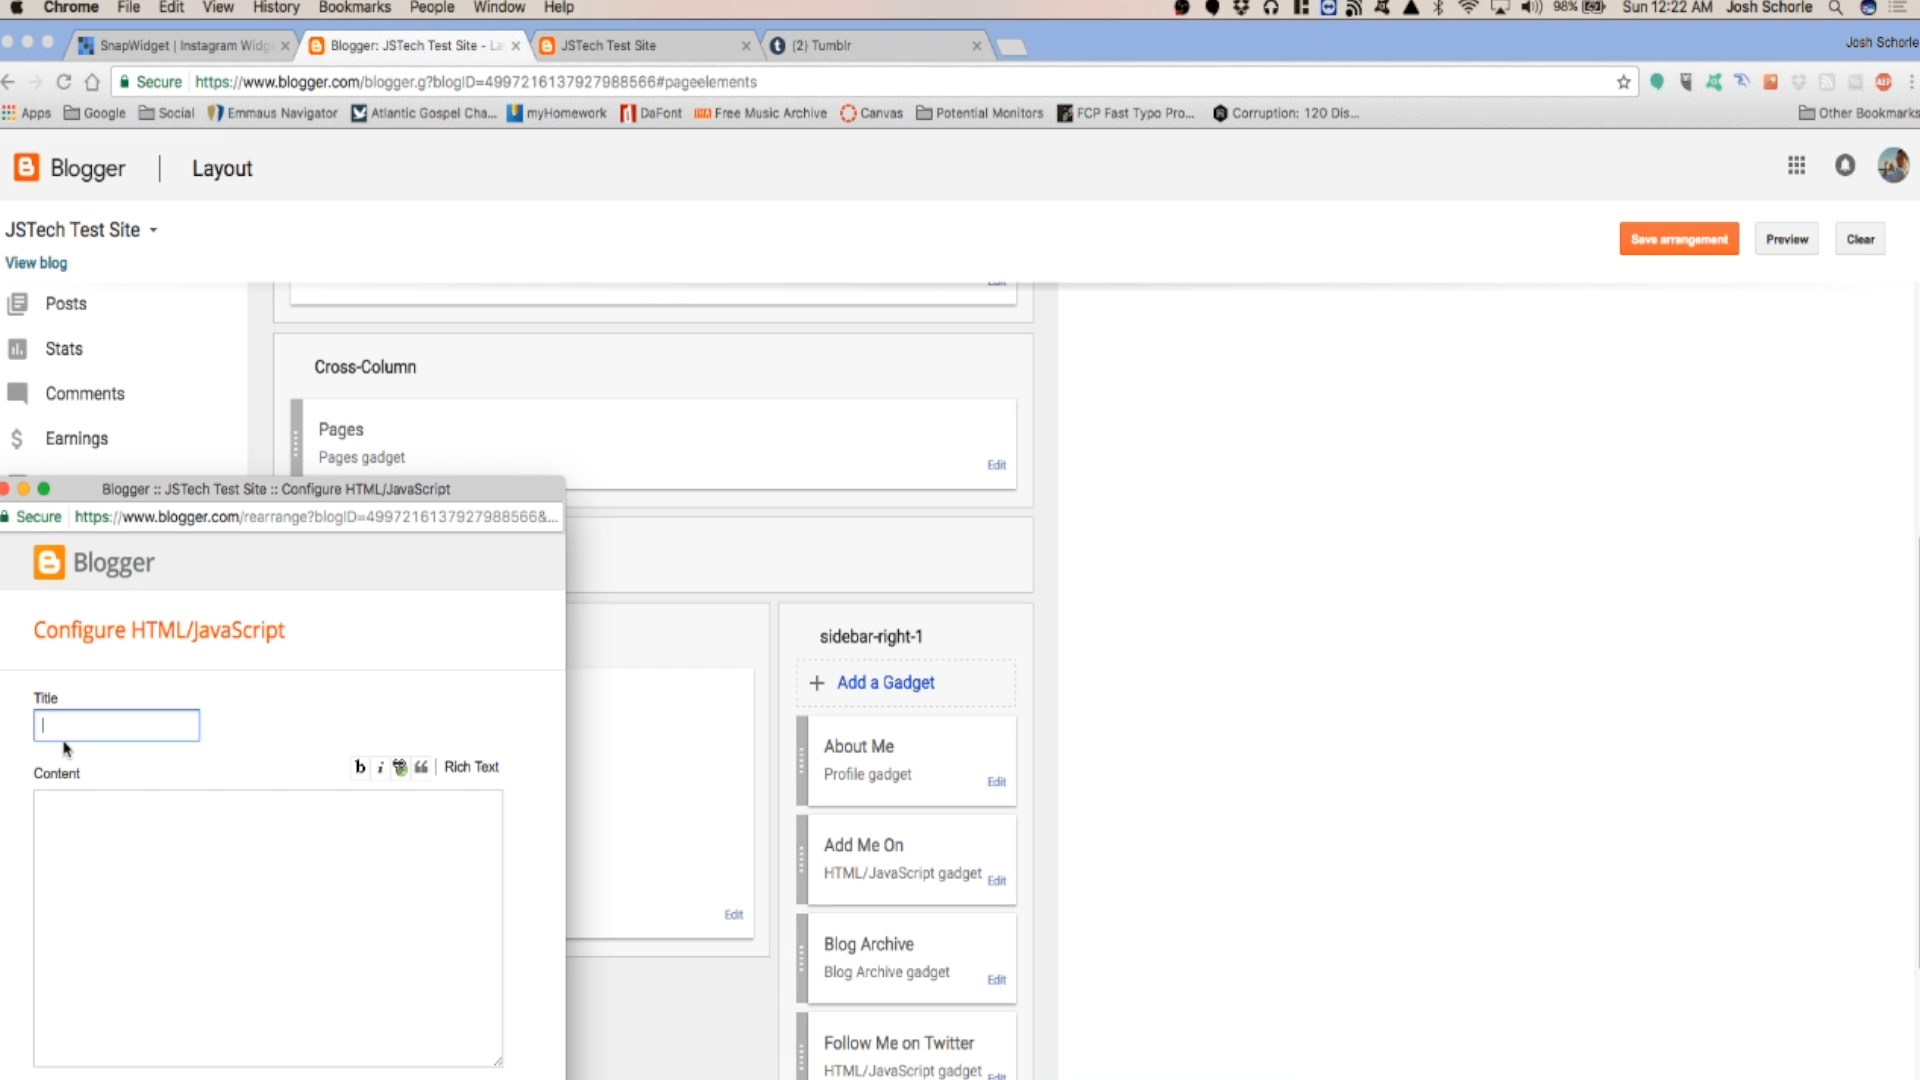 Chrome File Edit View History Bookmarks People Window Help 98% Sun 12:22 AM Josh Schorle
SnapWidget | Instagram Widg Blogger: JSTech Test Site - La JSTech Test Site (2) Tumblr Josh Schorle
Secure https://www.blogger.com/blogger.g?blogID=4997216137927988566#pageelements
Apps Google Social Emmaus Navigator Atlantic Gospel Cha... myHomework DaFont Free Music Archive Canvas Potential Monitors FCP Fast Typo Pro... Corruption: 120 Dis... Other Bookmarks
Blogger Layout
JSTech Test Site Save arrangement Preview Clear
View blog
Posts
Edit
Stats
Cross-Column
Comments
Pages
Earnings
Pages gadget Edit
Blogger :: JSTech Test Site :: Configure HTML/JavaScript
Secure https://www.blogger.com/rearrange?blogID=4997216137927988566&...
Blogger
Configure HTML/JavaScript
Title
Content b i Rich Text
Edit
sidebar-right-1
+ Add a Gadget
About Me
Profile gadget Edit
Add Me On
HTML/JavaScript gadget Edit
Blog Archive
Blog Archive gadget Edit
Follow Me on Twitter
HTML/JavaScript gadget Edit